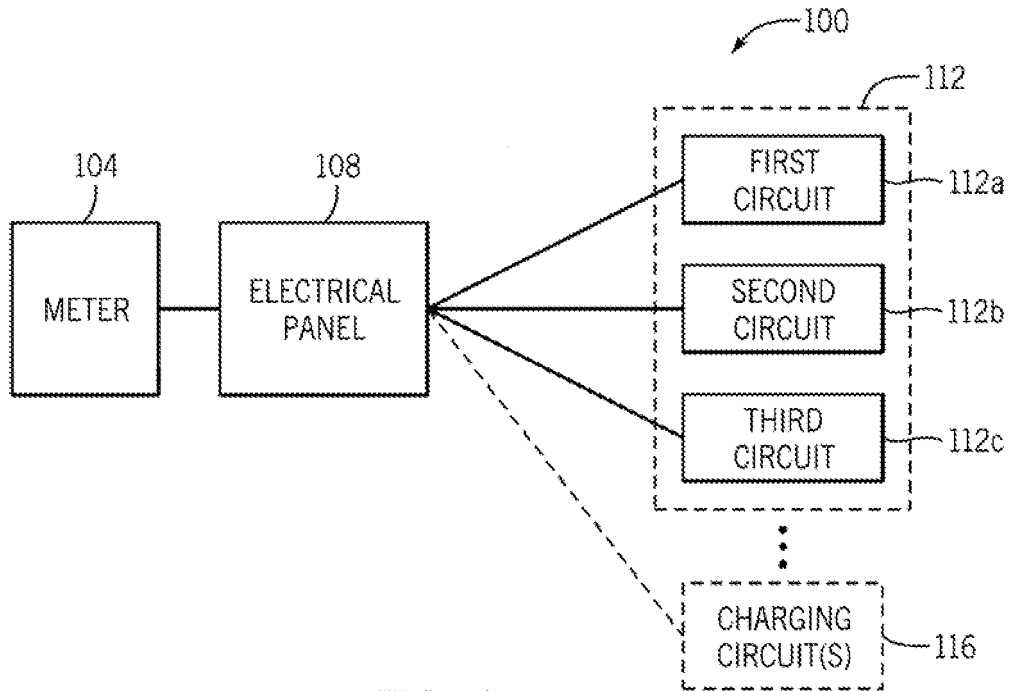 100
112
104
108
METER
ELECTRICAL
PANEL
FIRST
CIRCUIT
112a
SECOND
CIRCUIT
112b
THIRD
CIRCUIT
112c
CHARGING
CIRCUIT(S)
116